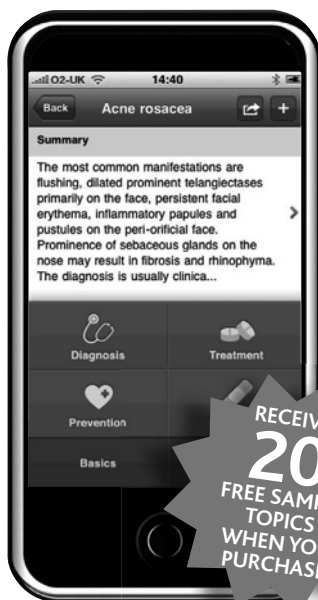 O2-UK 14:40
Back Acne rosacea +
Summary
The most common manifestations are
flushing, dilated prominent telangiectases
primarily on the face, persistent facial
erythema, inflammatory papules and
pustules on the peri-orificial face.
Prominence of sebaceous glands on the
nose may result in fibrosis and rhinophyma.
The diagnosis is usually clinica...
Diagnosis Treatment
Prevention
Basics
RECEIV
20
FREE SAM
TOPICS
WHEN YO
PURCHAS